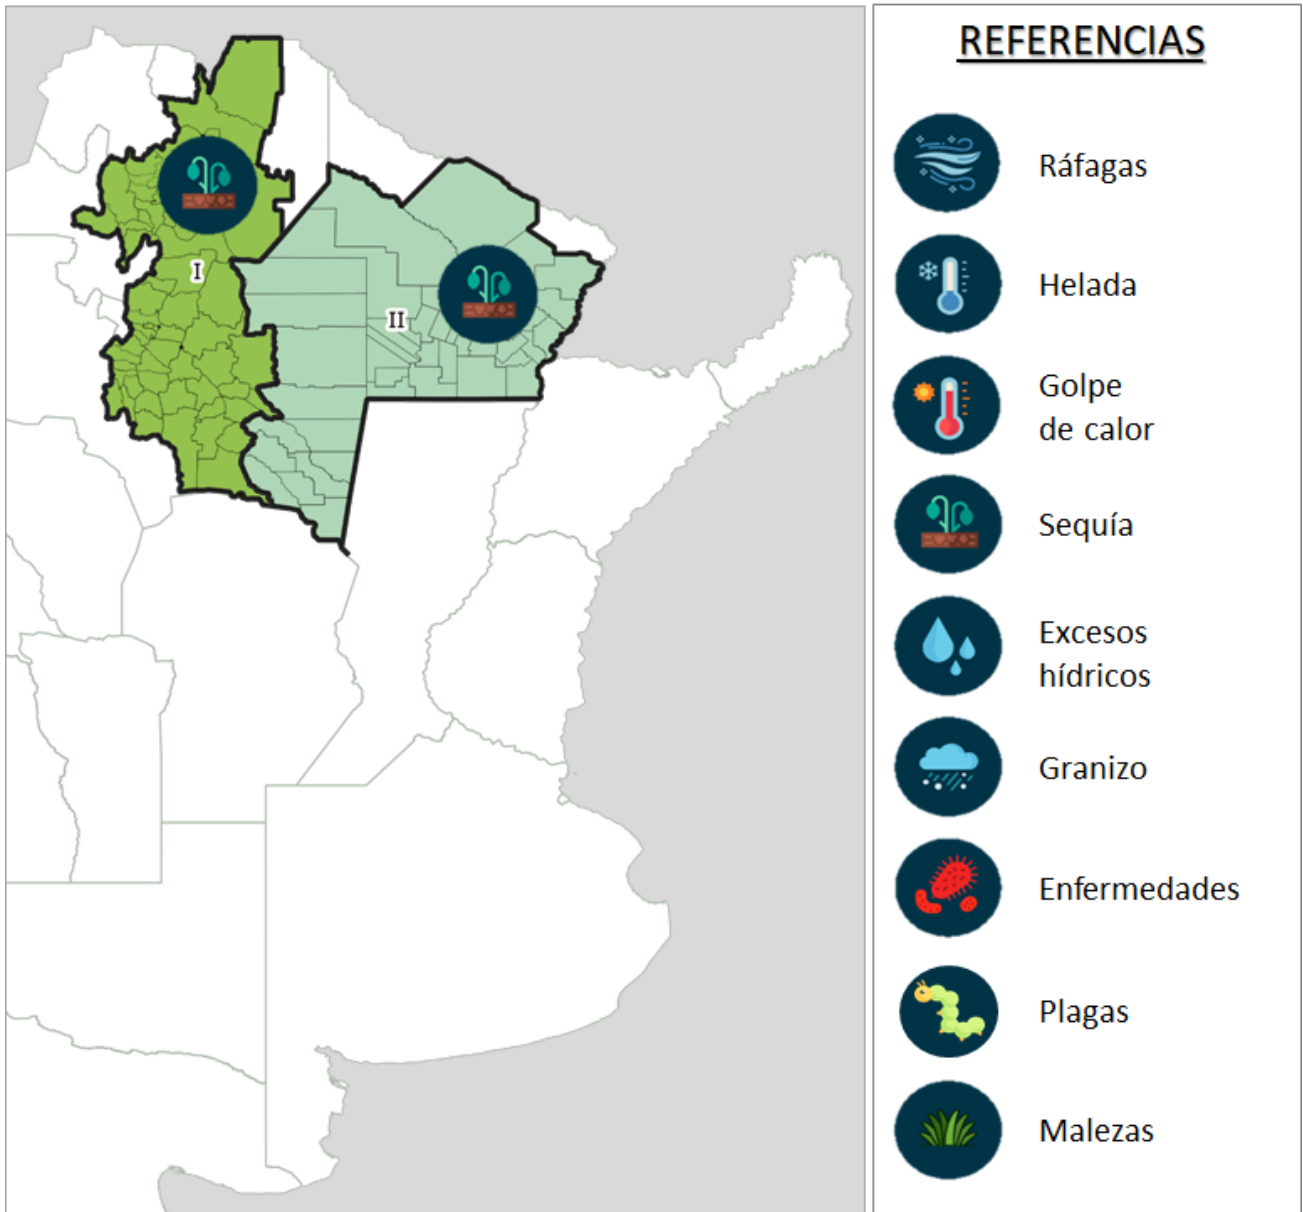 REFERENCIAS
I
II
Ráfagas
Helada
Golpe
de calor
Sequía
Excesos
hídricos
Granizo
Enfermedades
Plagas
Malezas